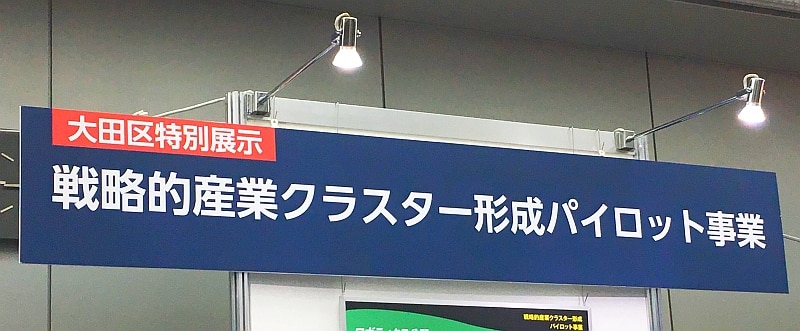 大田区特別展示
戦略的産業クラスター形成パイロット事業
戦略的産業クラスター形成
パイロット事業